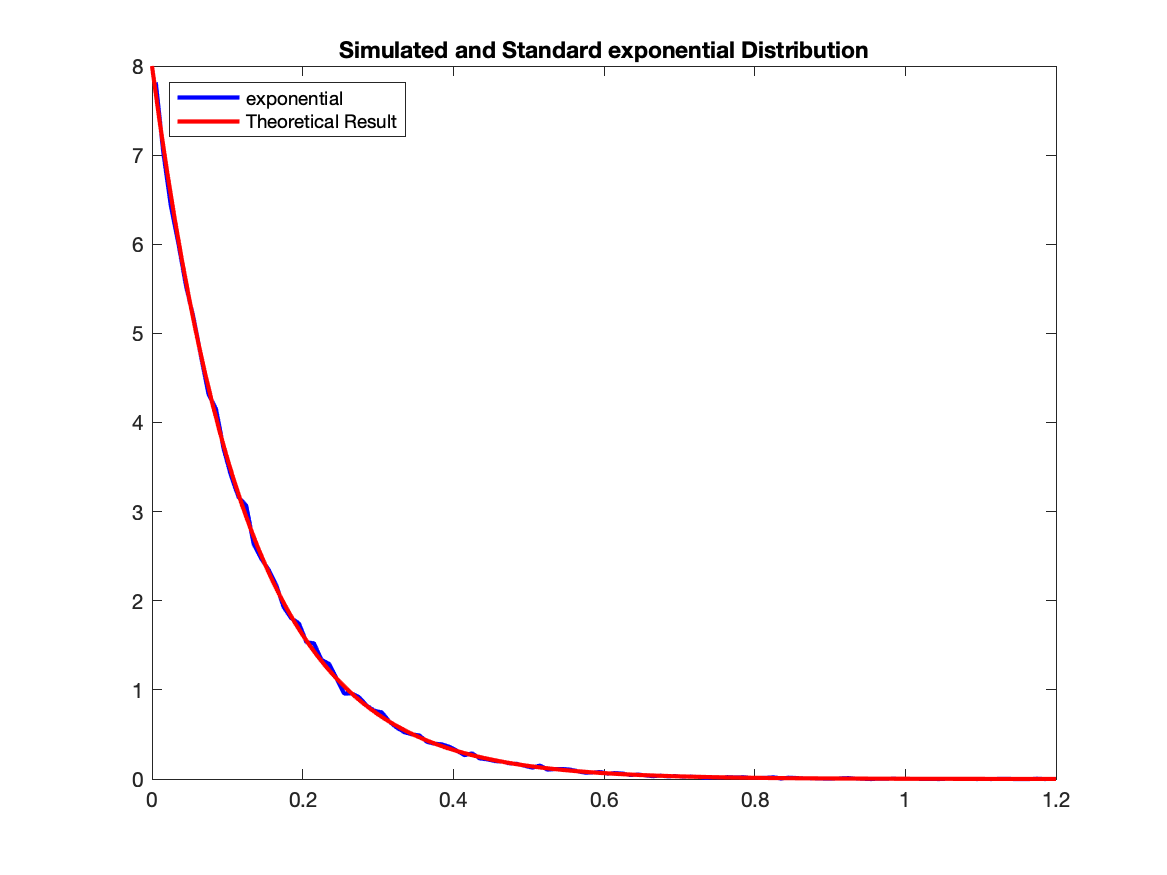 Simulated and Standard exponential Distribution
8
exponential
Theoretical Result
7
6
5
4
3
2
1
0
0 0.2 0.4 0.6 0.8 1 1.2